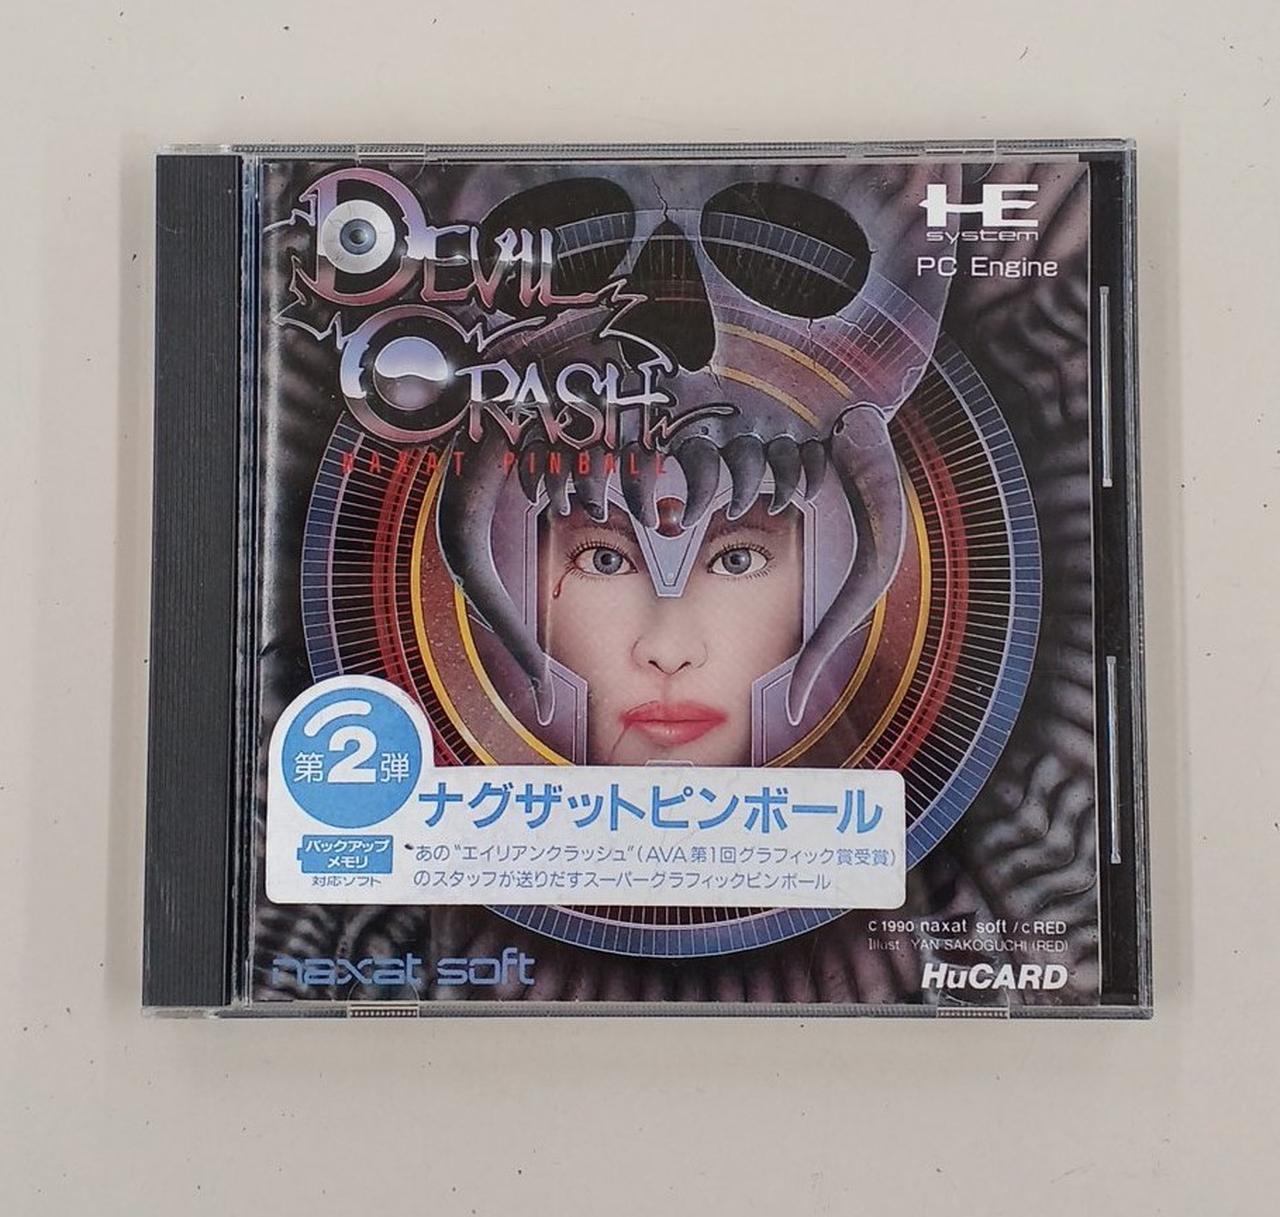 DEVIL
CRASH
NAXAT PINBALL
HE
system
PC Engine
第2弾
ナグザットピンボール
バックアップ
メモリ
対応ソフト
あの"エイリアンクラッシュ"(AVA第1回グラフィック賞受賞)
のスタッフが送りだすスーパーグラフィックピンボール
C 1990 naxat soft / C RED
Illust : YAN SAKOGUCHI (RED)
naxat soft
HuCARD